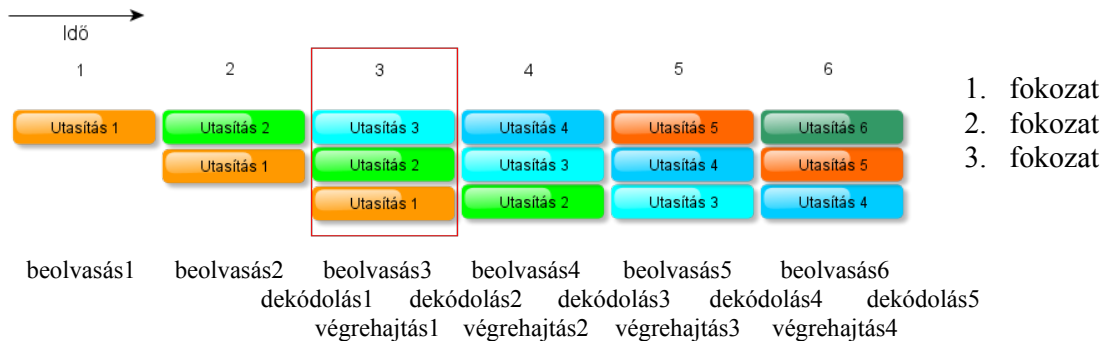 Idő
1 2 3 4 5 6
Utasítás 1 Utasítás 2 Utasítás 3 Utasítás 4 Utasítás 5 Utasítás 6
Utasítás 1 Utasítás 2 Utasítás 3 Utasítás 4 Utasítás 5
Utasítás 1 Utasítás 2 Utasítás 3 Utasítás 4
1. fokozat
2. fokozat
3. fokozat
beolvasás1 beolvasás2 beolvasás3 beolvasás4 beolvasás5 beolvasás6
dekódolás1 dekódolás2 dekódolás3 dekódolás4 dekódolás5
végrehajtás1 végrehajtás2 végrehajtás3 végrehajtás4